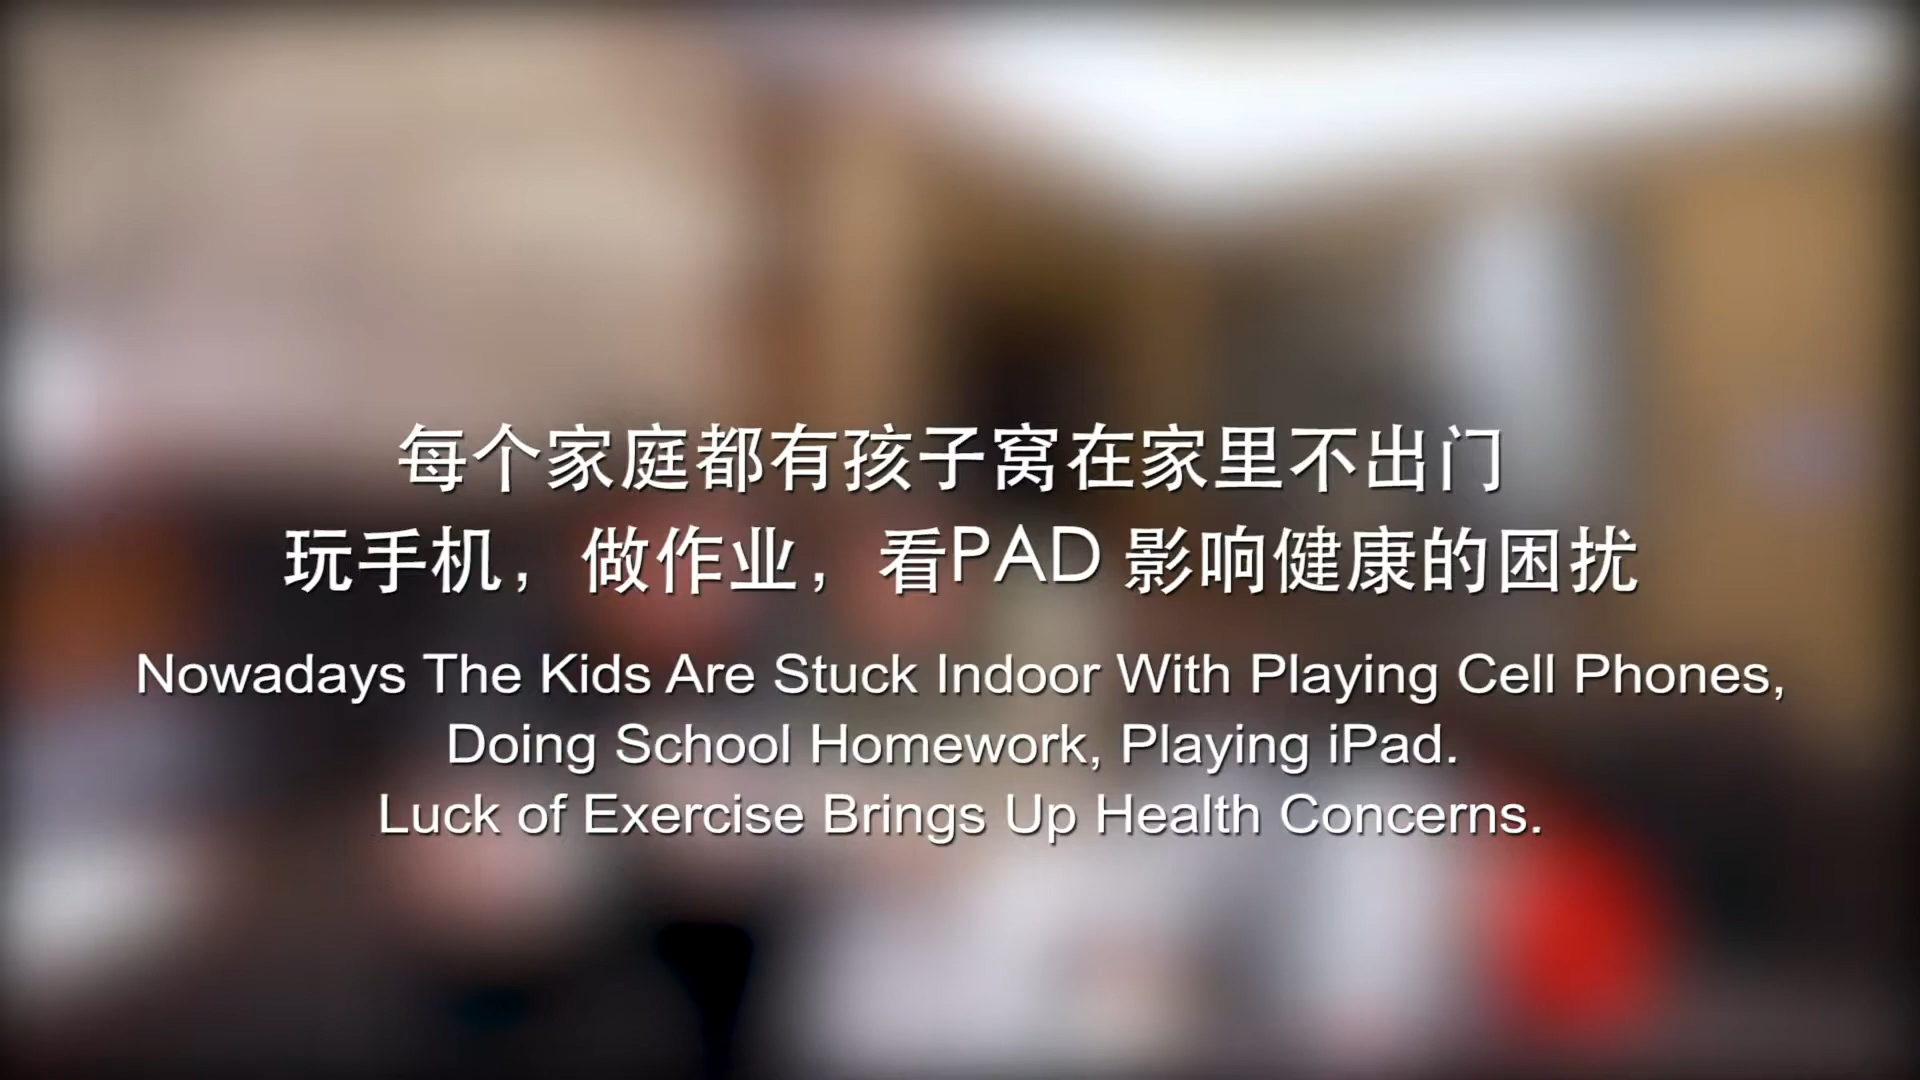 每个家庭都有孩子窝在家里不出门
玩手机，做作业，看PAD 影响健康的困扰
Nowadays The Kids Are Stuck Indoor With Playing Cell Phones,
Doing School Homework, Playing iPad.
Luck of Exercise Brings Up Health Concerns.